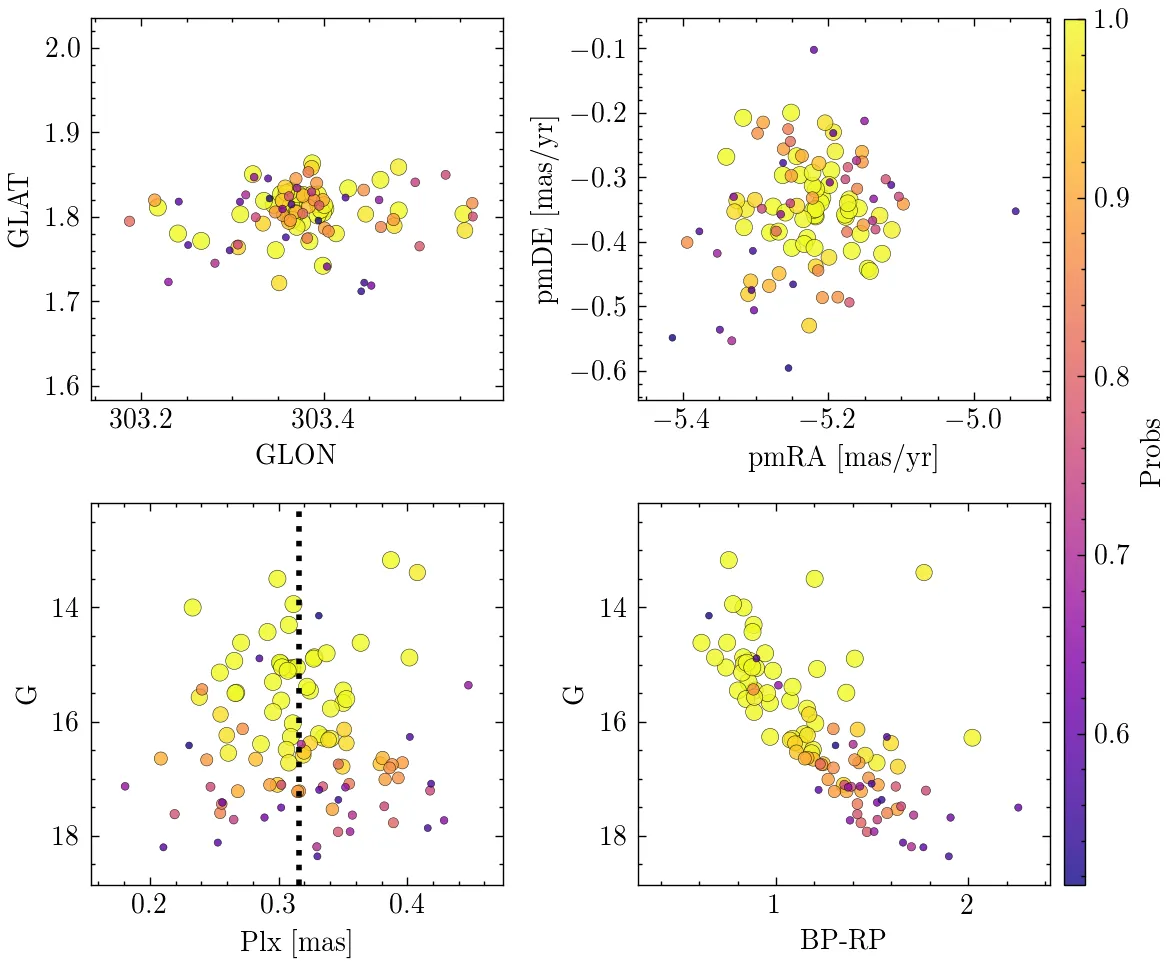 2.0
1.9
1.8
1.7
1.6
GLAT
303.2 303.4
GLON
−0.1
−0.2
−0.3
−0.4
−0.5
−0.6
pmDE [mas/yr]
−5.4 −5.2 −5.0
pmRA [mas/yr]
14
16
18
G
0.2 0.3 0.4
Plx [mas]
14
16
18
G
1 2
BP-RP
1.0
0.9
0.8
0.7
0.6
Probs